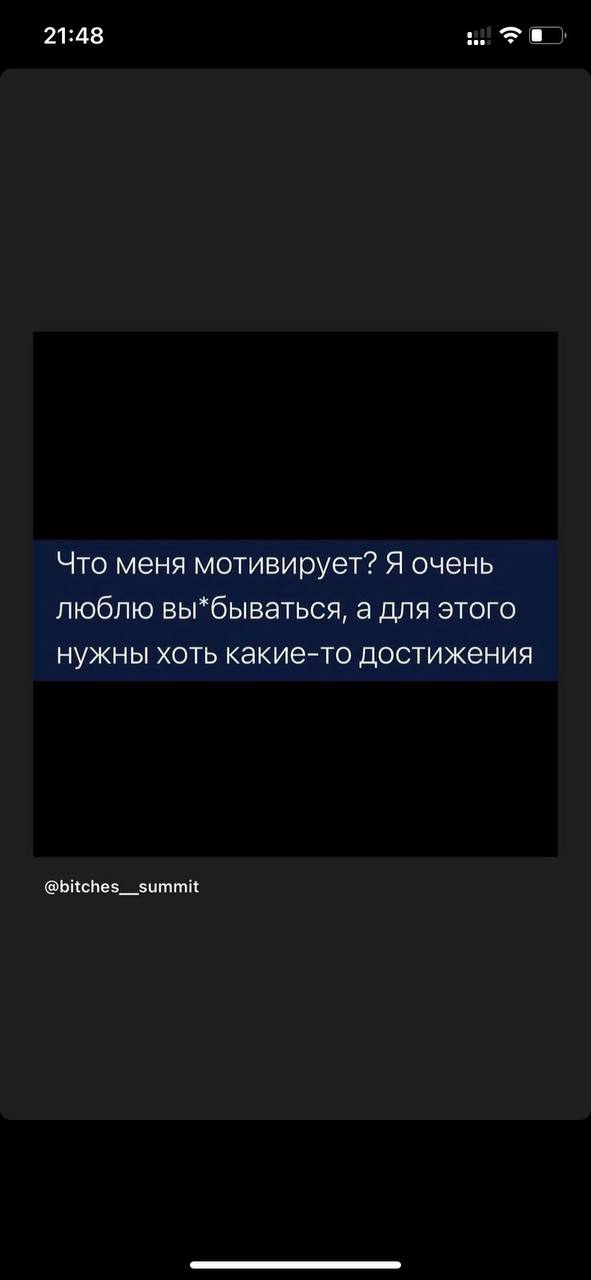 21:48
Что меня мотивирует? Я очень
люблю вы*бываться, а для этого
нужны хоть какие-то достижения
@bitches__summit